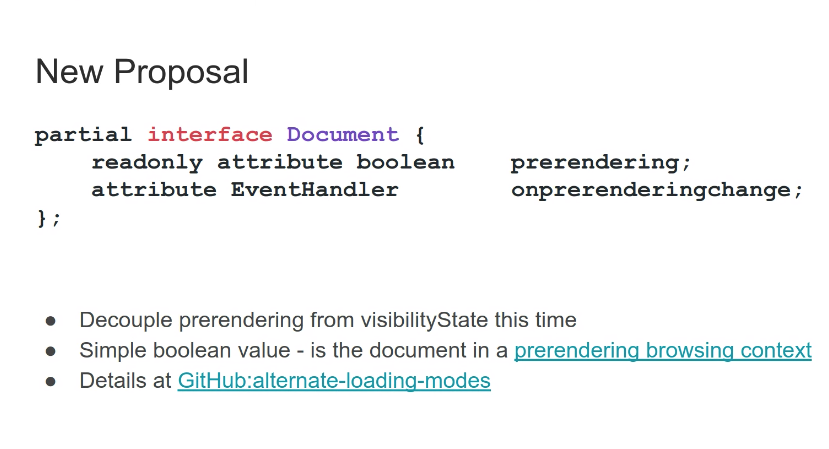 New Proposal
partial interface Document {
readonly attribute boolean prerendering;
attribute EventHandler onprerenderingchange;
};
● Decouple prerendering from visibilityState this time
● Simple boolean value - is the document in a prerendering browsing context
● Details at GitHub:alternate-loading-modes